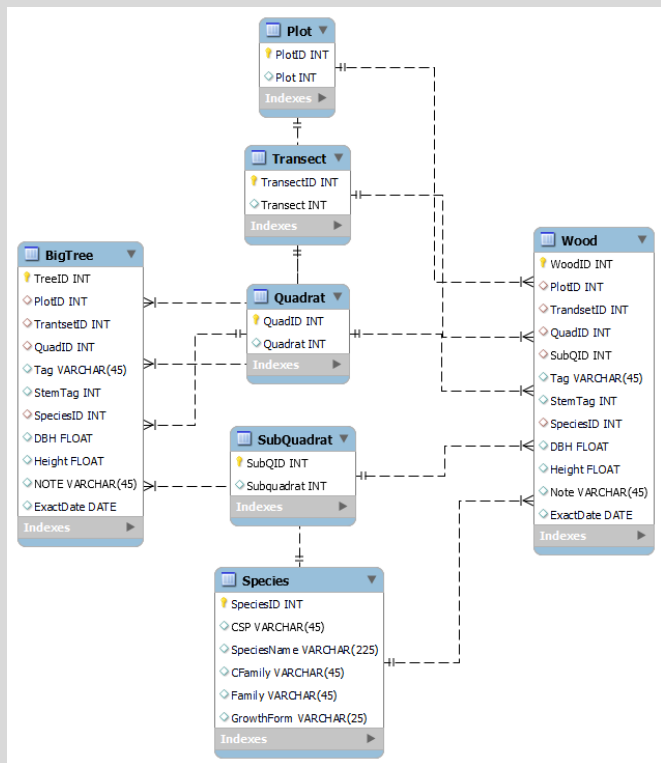 Plot
PlotID INT
Plot INT
Indexes
Transect
TransectID INT
Transect INT
Indexes
BigTree
TreeID INT
PlotID INT
TrantsetID INT
QuadID INT
Tag VARCHAR(45)
StemTag INT
SpeciesID INT
DBH FLOAT
Height FLOAT
NOTE VARCHAR(45)
ExactDate DATE
Indexes
Quadrat
QuadID INT
Quadrat INT
Indexes
Wood
WoodID INT
PlotID INT
TrandsetID INT
QuadID INT
SubQID INT
Tag VARCHAR(45)
StemTag INT
SpeciesID INT
DBH FLOAT
Height FLOAT
Note VARCHAR(45)
ExactDate DATE
Indexes
SubQuadrat
SubQID INT
Subquadrat INT
Indexes
Species
SpeciesID INT
CSP VARCHAR(45)
SpeciesName VARCHAR(225)
CFamily VARCHAR(45)
Family VARCHAR(45)
GrowthForm VARCHAR(25)
Indexes